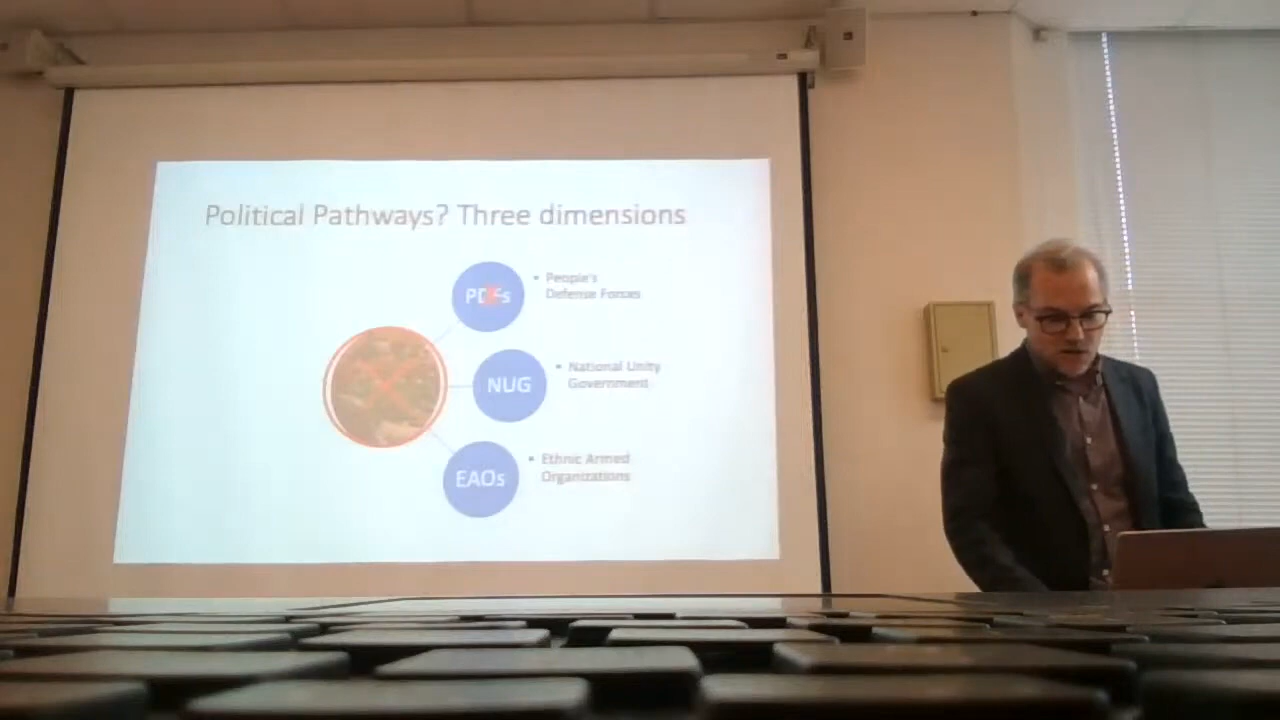 Political Pathways? Three dimensions
PDFs
• People's
Defense Forces
NUG
• National Unity
Government
EAOs
• Ethnic Armed
Organizations